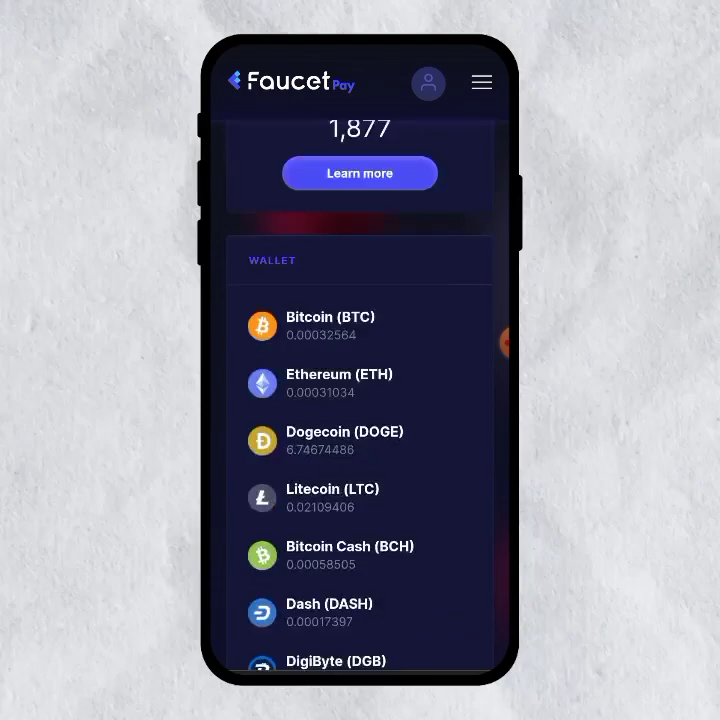 Faucet Pay
1,877
Learn more
WALLET
Bitcoin (BTC)
0.00032564
Ethereum (ETH)
0.00031034
Dogecoin (DOGE)
6.74674486
Litecoin (LTC)
0.02109406
Bitcoin Cash (BCH)
0.00058505
Dash (DASH)
0.00017397
DigiByte (DGB)